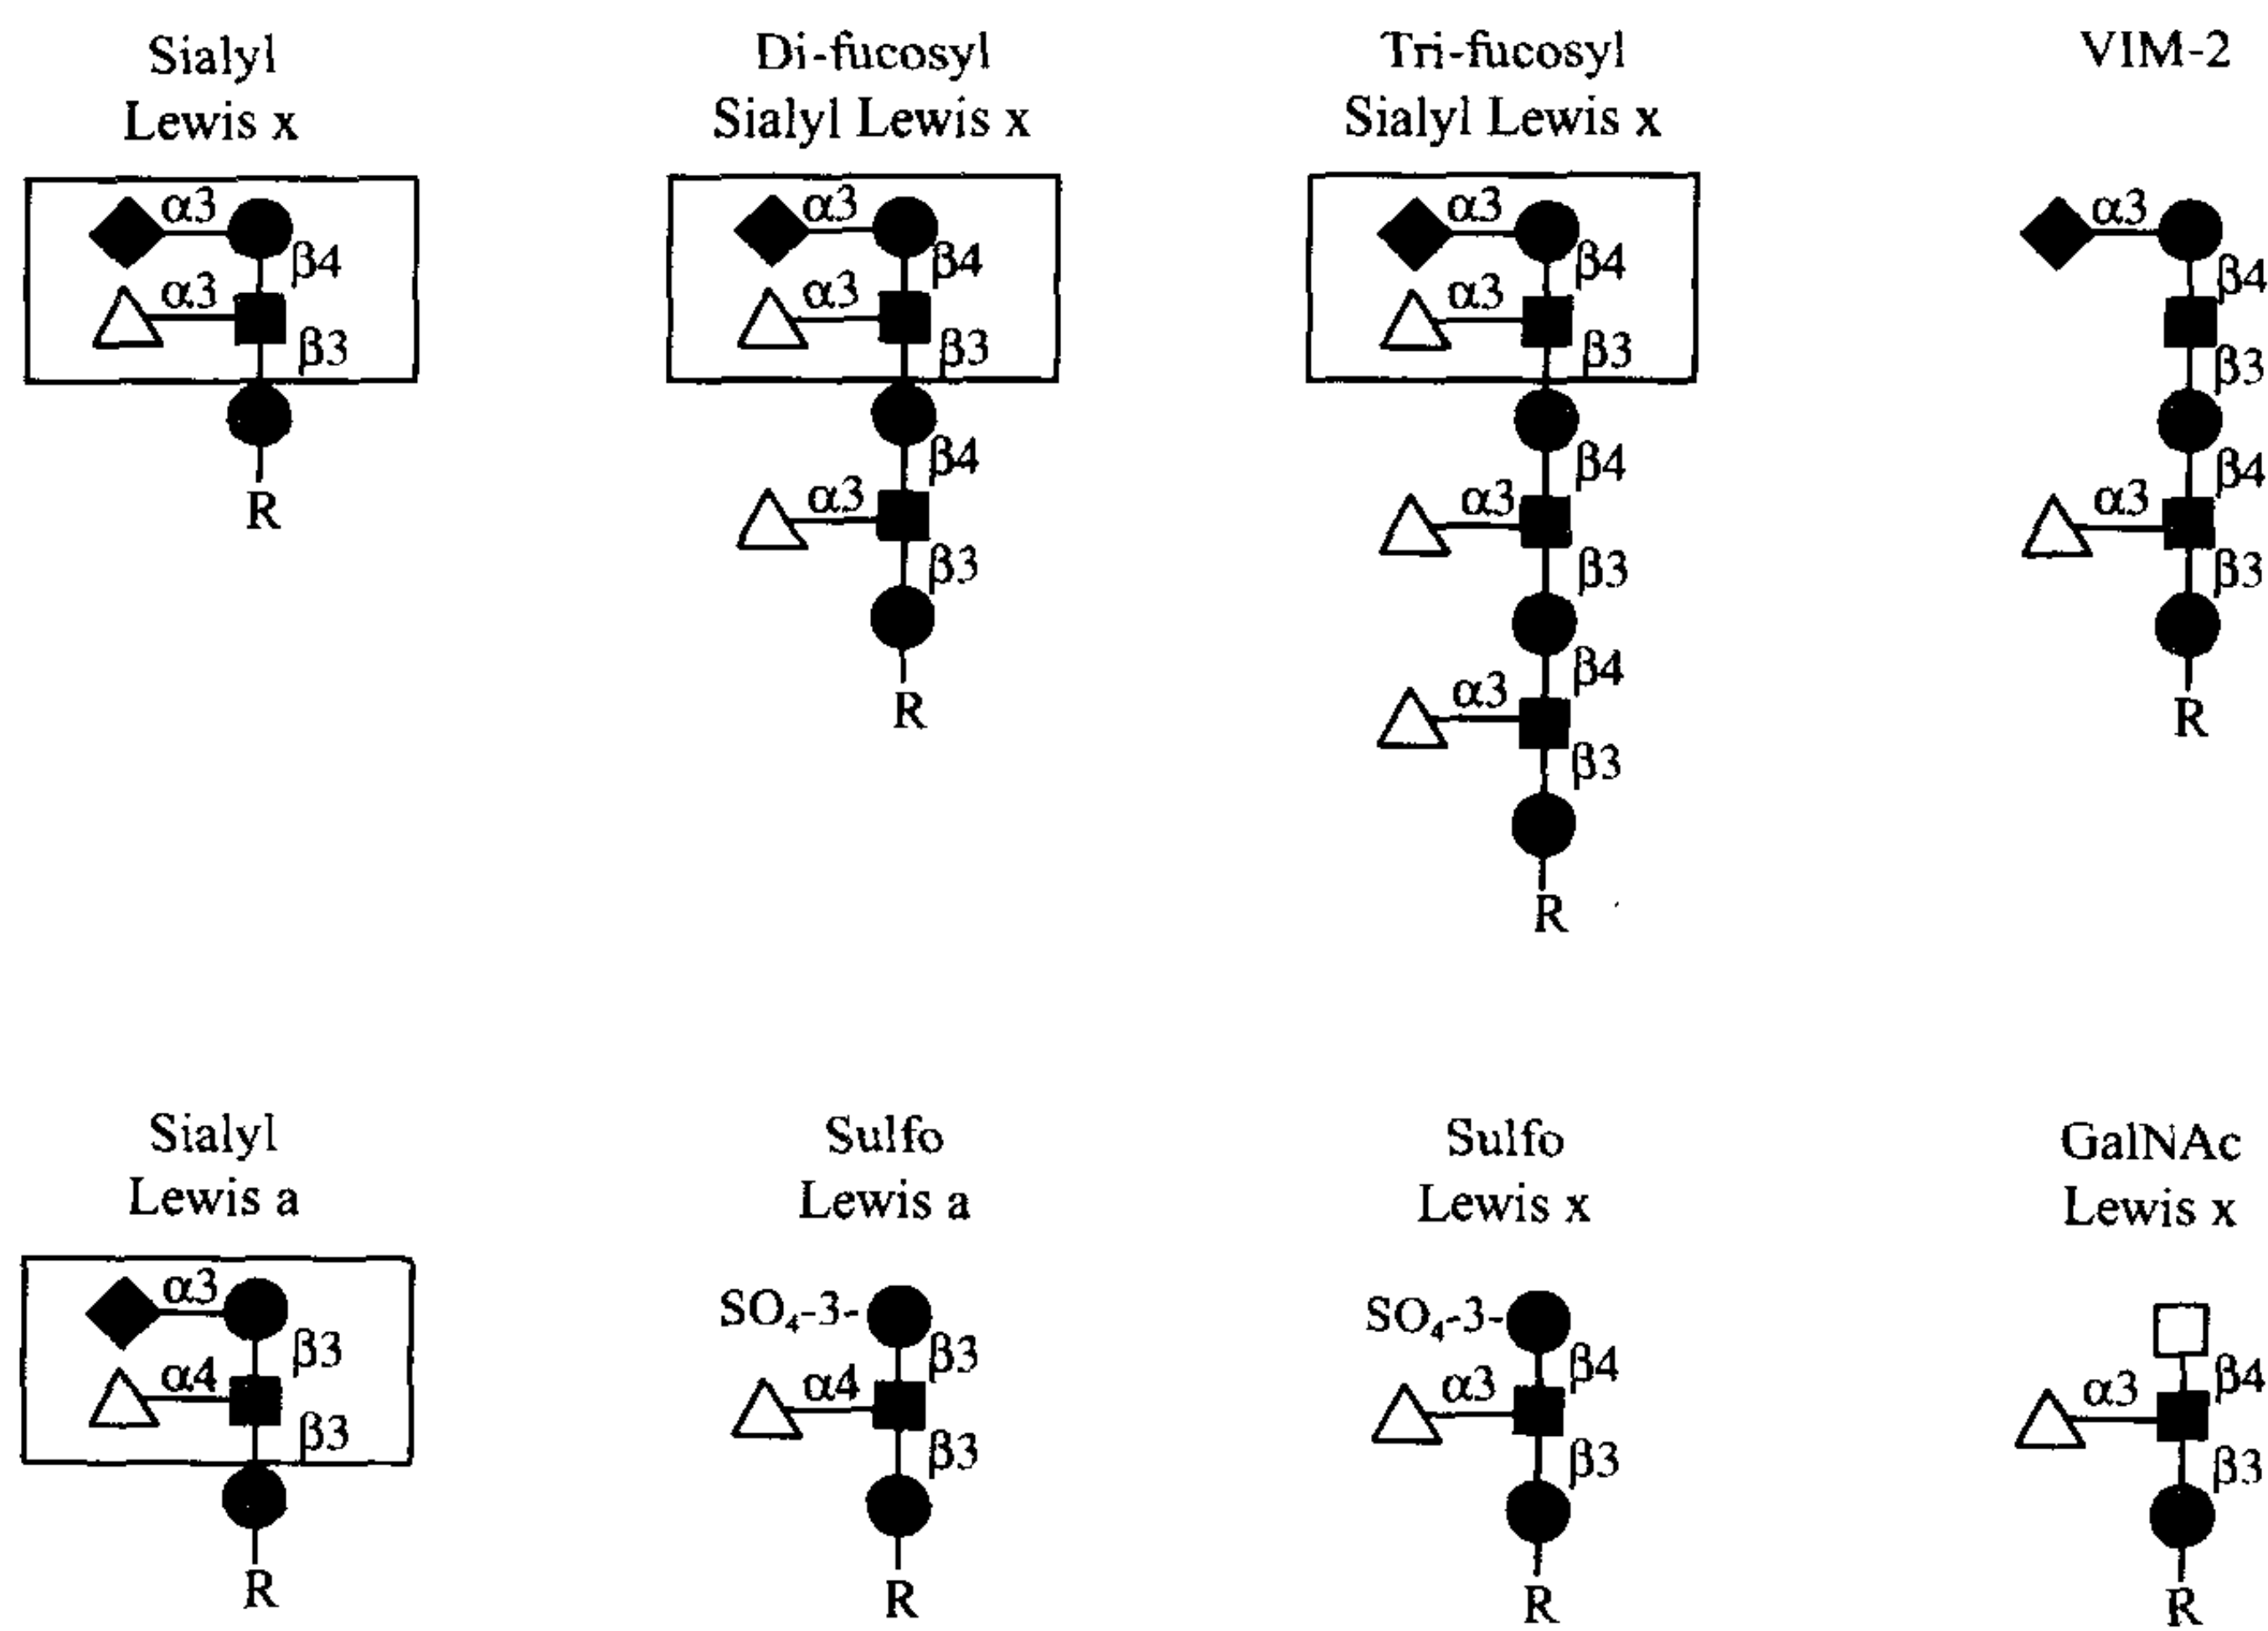 Sialyl
Lewis x
α3
β4
α3
β3
R
Di-fucosyl
Sialyl Lewis x
α3
β4
α3
β3
β4
α3
β3
R
Tri-fucosyl
Sialyl Lewis x
α3
β4
α3
β3
β4
α3
β3
β4
α3
β3
R
VIM-2
α3
β4
β3
β4
α3
β3
R
Sialyl
Lewis a
α3
β3
α4
β3
R
Sulfo
Lewis a
SO₄-3-
β3
α4
β3
R
Sulfo
Lewis x
SO₄-3-
β4
α3
β3
R
GalNAc
Lewis x
β4
α3
β3
R